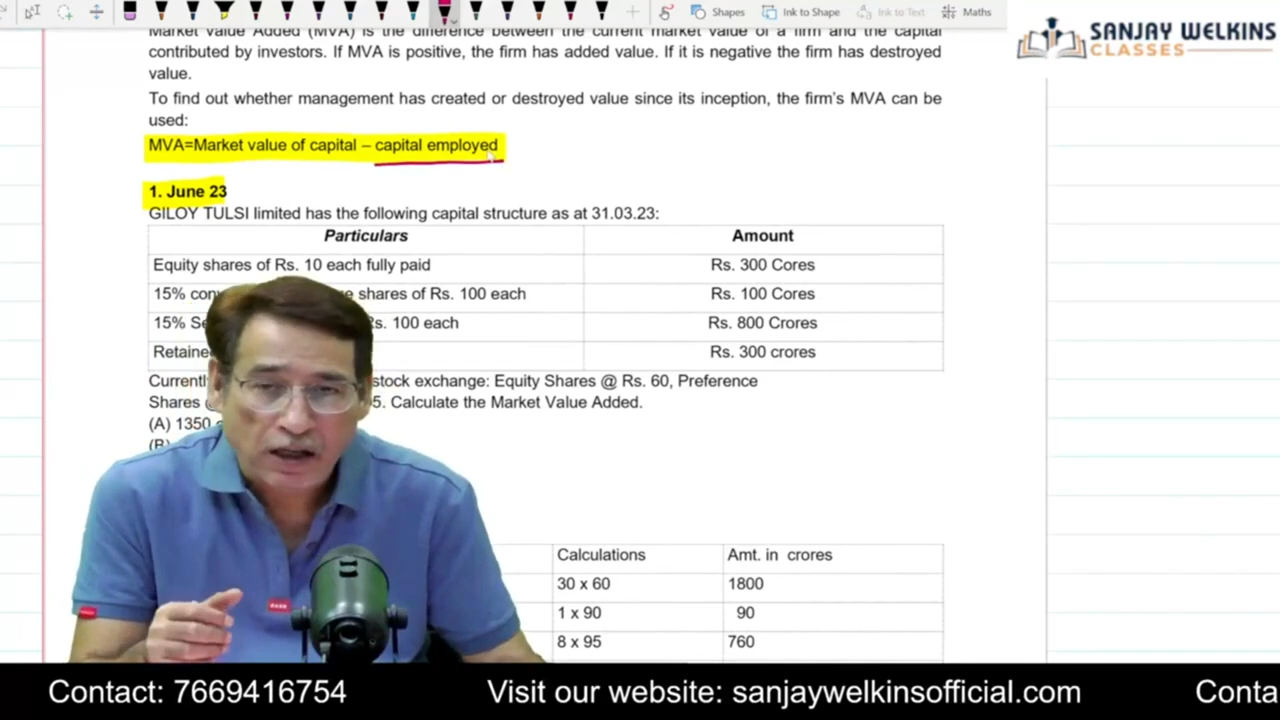 Shapes
Ink to Shape
Ink to Text
Maths
SANJAY WELKINS
CLASSES
Market Value Added (MVA) is the difference between the current market value of a firm and the capital
contributed by investors. If MVA is positive, the firm has added value. If it is negative the firm has destroyed
value.
To find out whether management has created or destroyed value since its inception, the firm's MVA can be
used:
MVA=Market value of capital – capital employed
1. June 23
GILOY TULSI limited has the following capital structure as at 31.03.23:
Particulars Amount
Equity shares of Rs. 10 each fully paid Rs. 300 Cores
15% shares of Rs. 100 each Rs. 100 Cores
15% 100 each Rs. 800 Crores
Rs. 300 crores
stock exchange: Equity Shares @ Rs. 60, Preference
Shares 5. Calculate the Market Value Added.
(A) 1350
Calculations Amt. in crores
30 x 60 1800
1 x 90 90
8 x 95 760
Contact: 7669416754 Visit our website: sanjaywelkinsofficial.com Conta